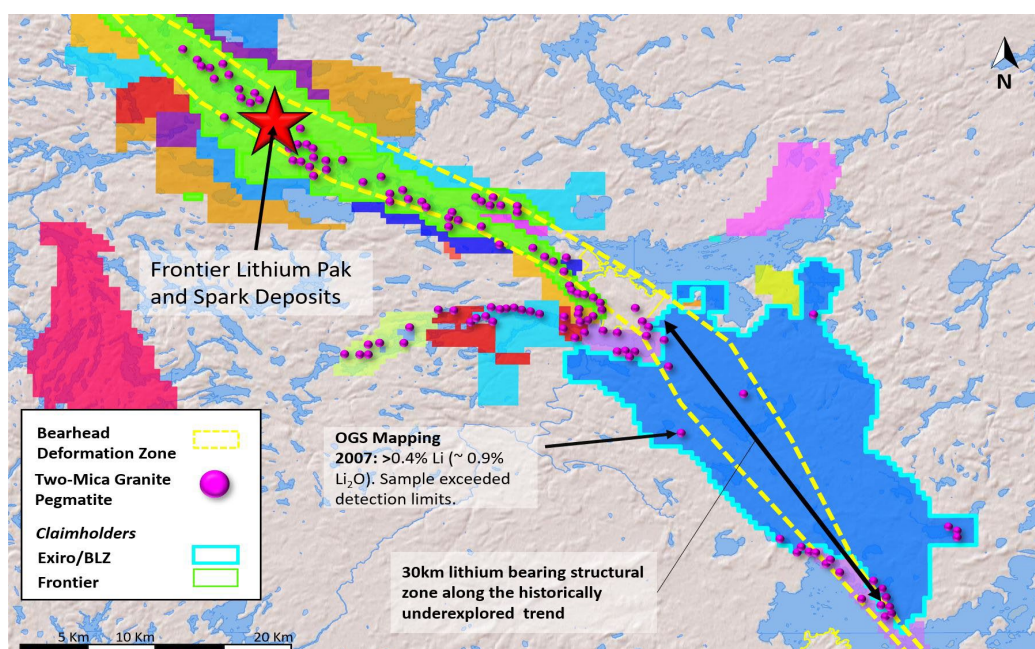 N
Frontier Lithium Pak
and Spark Deposits
OGS Mapping
2007: >0.4% Li (~ 0.9%
Li₂O). Sample exceeded
detection limits.
30km lithium bearing structural
zone along the historically
underexplored trend
Bearhead
Deformation Zone
Two-Mica Granite
Pegmatite
Claimholders
Exiro/BLZ
Frontier
5 Km 10 Km 20 Km